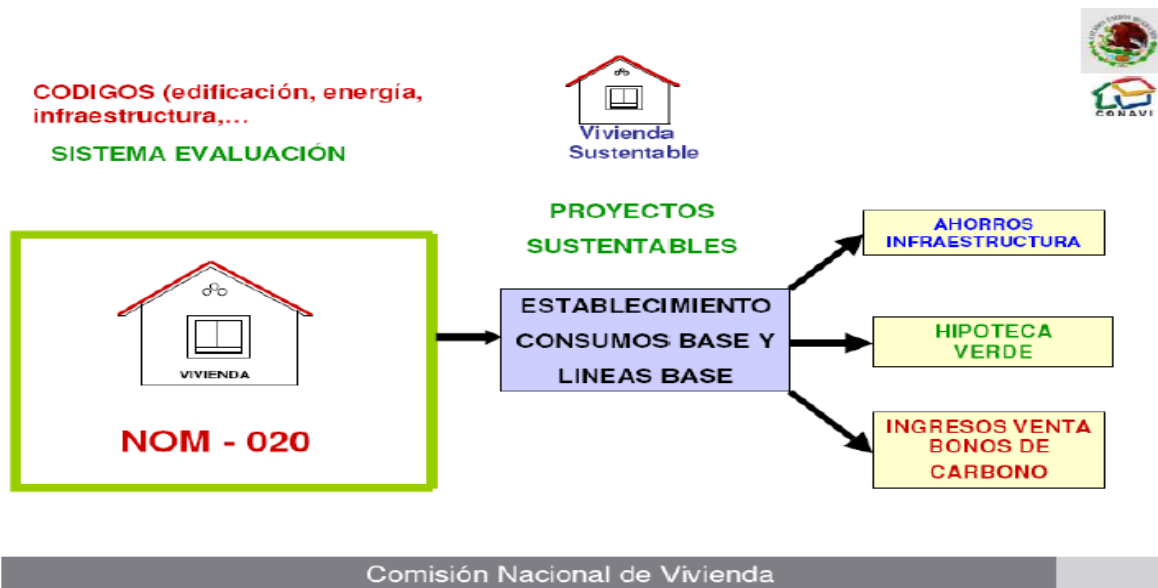 CODIGOS (edificación, energía,
infraestructura,...
SISTEMA EVALUACIÓN
Vivienda
Sustentable
CONAVI
PROYECTOS
SUSTENTABLES
VIVIENDA
NOM - 020
ESTABLECIMIENTO
CONSUMOS BASE Y
LINEAS BASE
AHORROS
INFRAESTRUCTURA
HIPOTECA
VERDE
INGRESOS VENTA
BONOS DE
CARBONO
Comisión Nacional de Vivienda